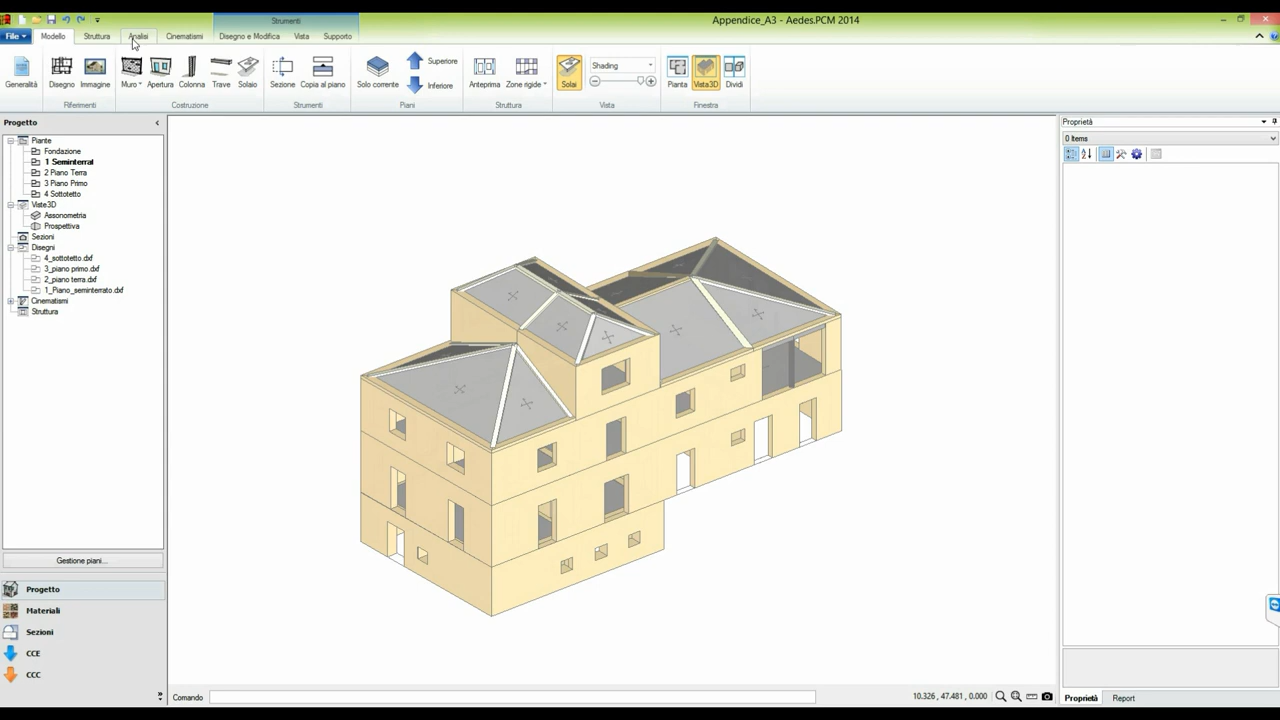 Strumenti
Appendice_A3 - Aedes.PCM 2014
File Modello Struttura Analisi Cinematismi Disegno e Modifica Vista Supporto
Superiore
Shading
Inferiore
Generalità Disegno Immagine Muro Apertura Colonna Trave Solaio Sezione Copia al piano Solo corrente Anteprima Zone rigide Solai Pianta Vista3D Dividi
Riferimenti Costruzione Strumenti Piani Struttura Vista Finestra
Progetto
Piante
Fondazione
1 Seminterrat
2 Piano Terra
3 Piano Primo
4 Sottotetto
Viste3D
Assonometria
Prospettiva
Sezioni
Disegni
4_sottotetto.dxf
3_piano primo.dxf
2_piano terra.dxf
1_Piano_seminterrato.dxf
Cinematismi
Struttura
Gestione piani...
Progetto
Materiali
Sezioni
CCE
CCC
Proprietà
0 Items
Comando
10.326 , 47.481 , 0.000
Proprietà Report